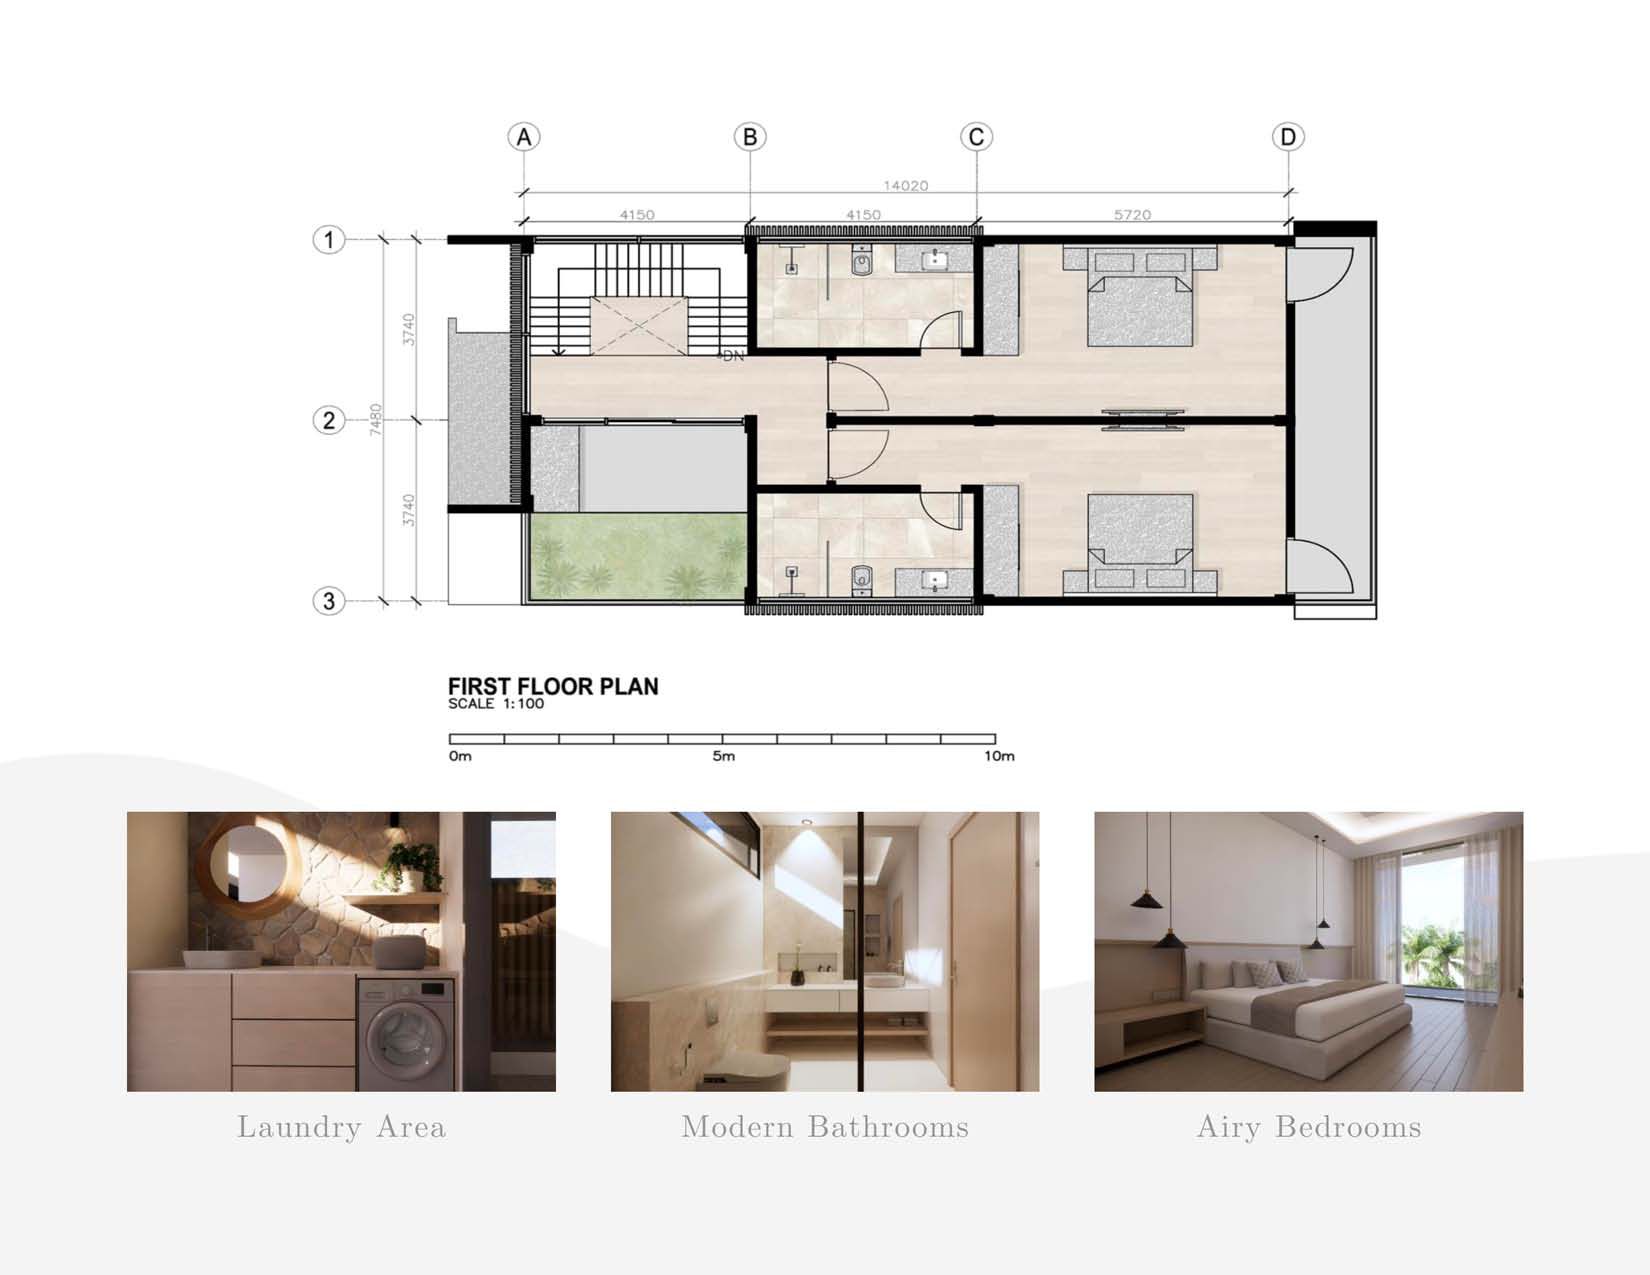 A B C D
14020
4150 4150 5720
1
3740
DN
2
7480
3740
3
FIRST FLOOR PLAN
SCALE 1:100
0m 5m 10m
Laundry Area Modern Bathrooms Airy Bedrooms